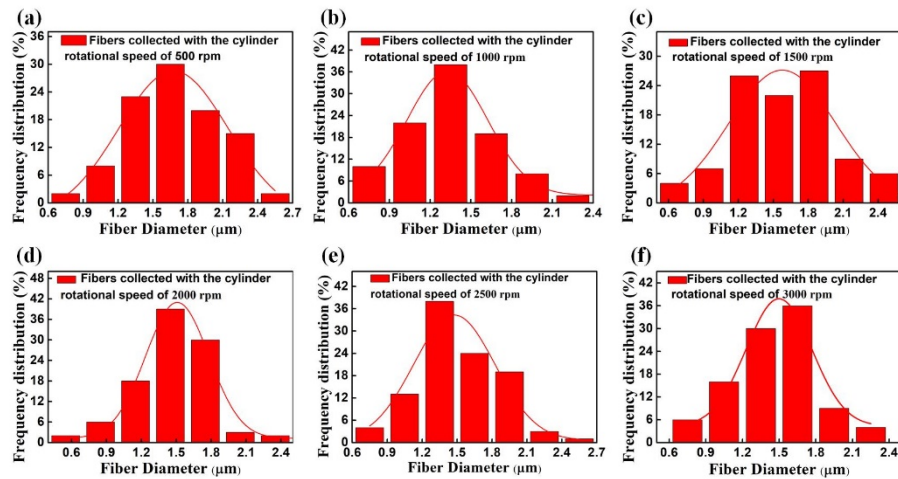 (a)
Fibers collected with the cylinder
rotational speed of 500 rpm
Frequency distribution (%)
36
30
24
18
12
6
0
0.6 0.9 1.2 1.5 1.8 2.1 2.4 2.7
Fiber Diameter (μm)
(b)
Fibers collected with the cylinder
rotational speed of 1000 rpm
Frequency distribution (%)
42
36
30
24
18
12
6
0
0.6 0.9 1.2 1.5 1.8 2.1 2.4
Fiber Diameter (μm)
(c)
Fibers collected with the cylinder
rotational speed of 1500 rpm
Frequency distribution (%)
30
24
18
12
6
0
0.6 0.9 1.2 1.5 1.8 2.1 2.4
Fiber Diameter (μm)
(d)
Fibers collected with the cylinder
rotational speed of 2000 rpm
Frequency distribution (%)
48
42
36
30
24
18
12
6
0
0.6 0.9 1.2 1.5 1.8 2.1 2.4
Fiber Diameter (μm)
(e)
Fibers collected with the cylinder
rotational speed of 2500 rpm
Frequency distribution (%)
42
36
30
24
18
12
6
0
0.6 0.9 1.2 1.5 1.8 2.1 2.4 2.7
Fiber Diameter (μm)
(f)
Fibers collected with the cylinder
rotational speed of 3000 rpm
Frequency distribution (%)
42
36
30
24
18
12
6
0
0.6 0.9 1.2 1.5 1.8 2.1 2.4
Fiber Diameter (μm)